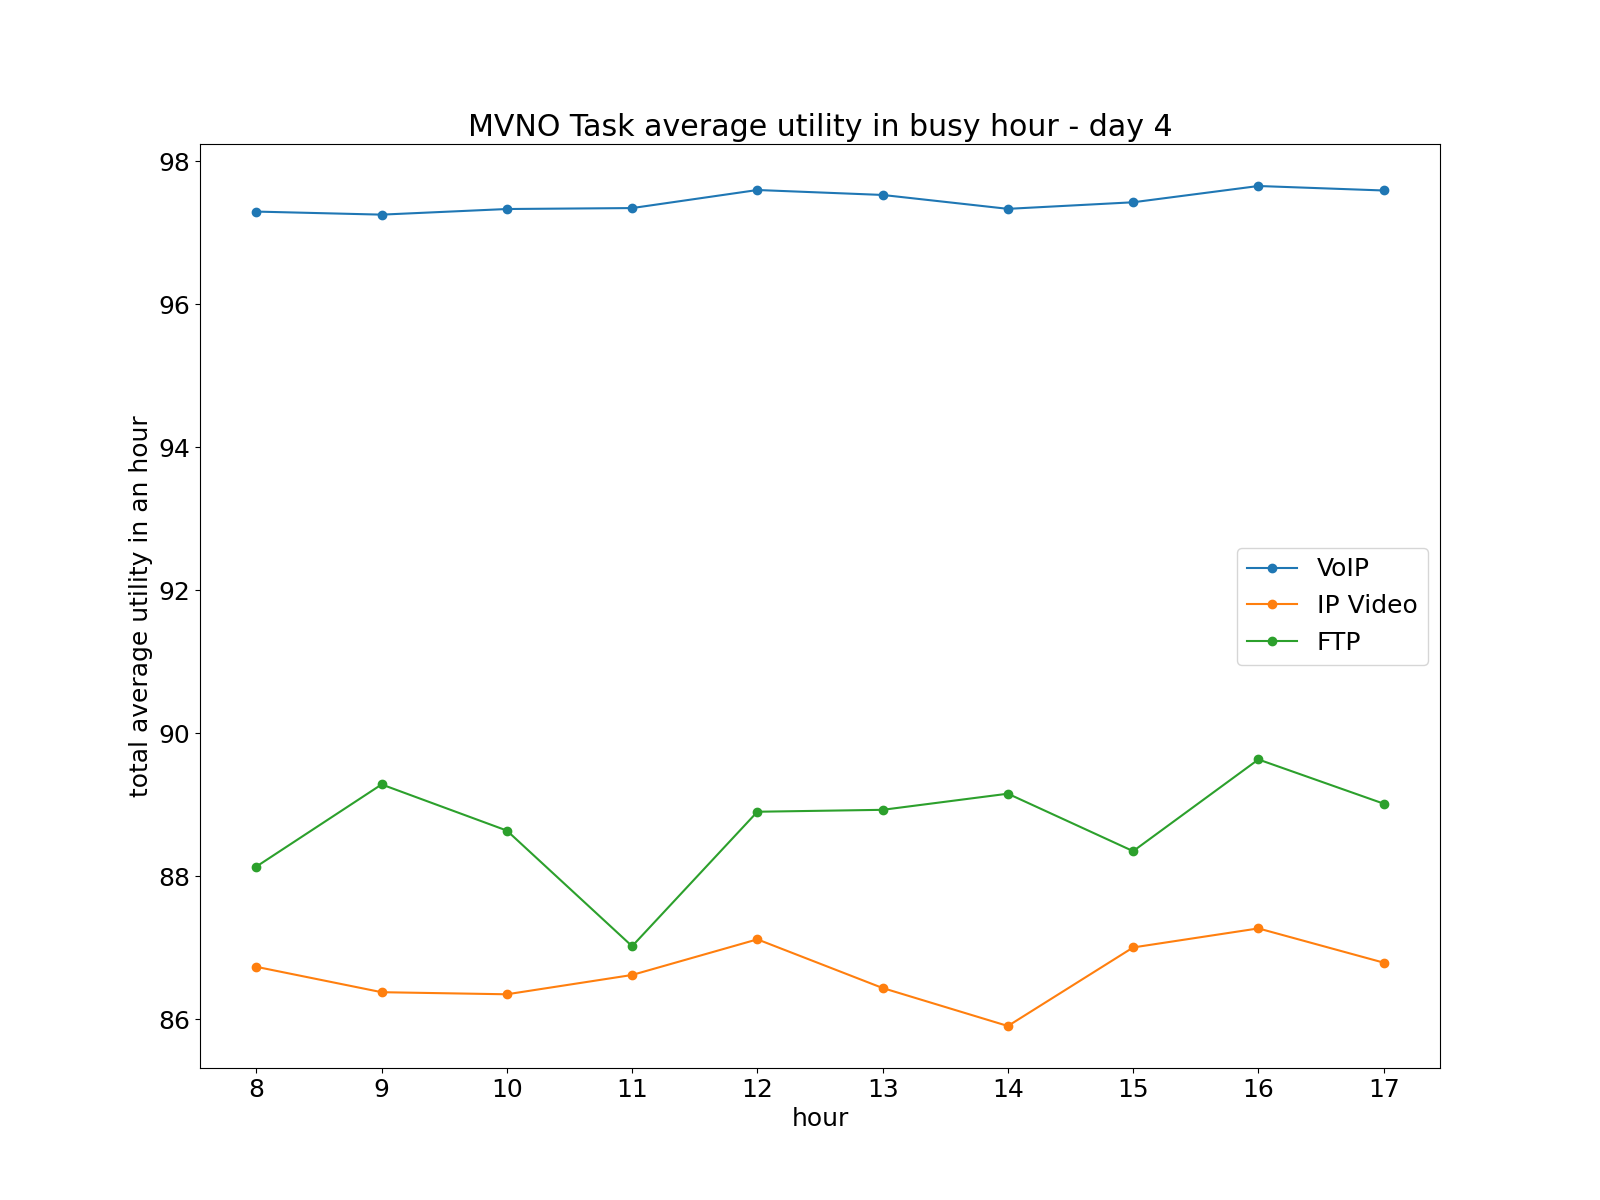 MVNO Task average utility in busy hour - day 4
total average utility in an hour
98
96
94
92
90
88
86
VoIP
IP Video
FTP
8 9 10 11 12 13 14 15 16 17
hour